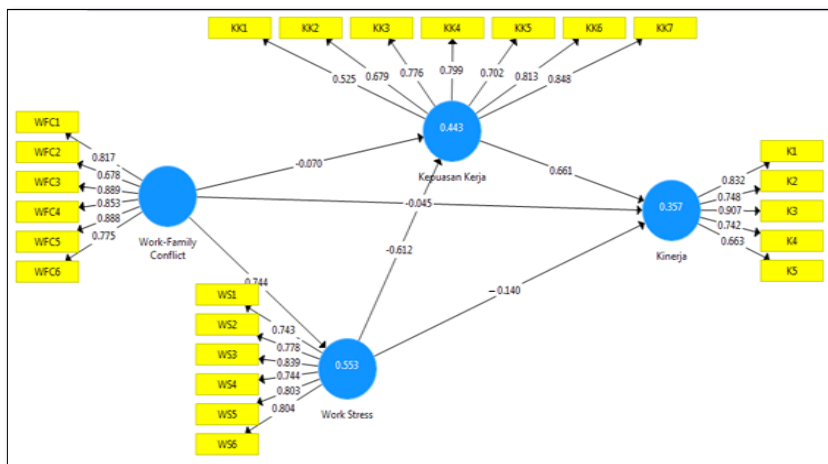 KK1 KK2 KK3 KK4 KK5 KK6 KK7
0.525 0.679 0.776 0.799 0.702 0.813 0.848
0.443
Kepuasan Kerja
WFC1
WFC2
WFC3
WFC4
WFC5
WFC6
0.817
0.678
0.889
0.853
0.888
0.775
Work-Family
Conflict
-0.070
-0.045
0.744
-0.612
0.661
-0.140
K1
K2
K3
K4
K5
0.832
0.748
0.907
0.742
0.663
0.357
Kinerja
WS1
WS2
WS3
WS4
WS5
WS6
0.743
0.778
0.839
0.744
0.803
0.804
0.553
Work Stress